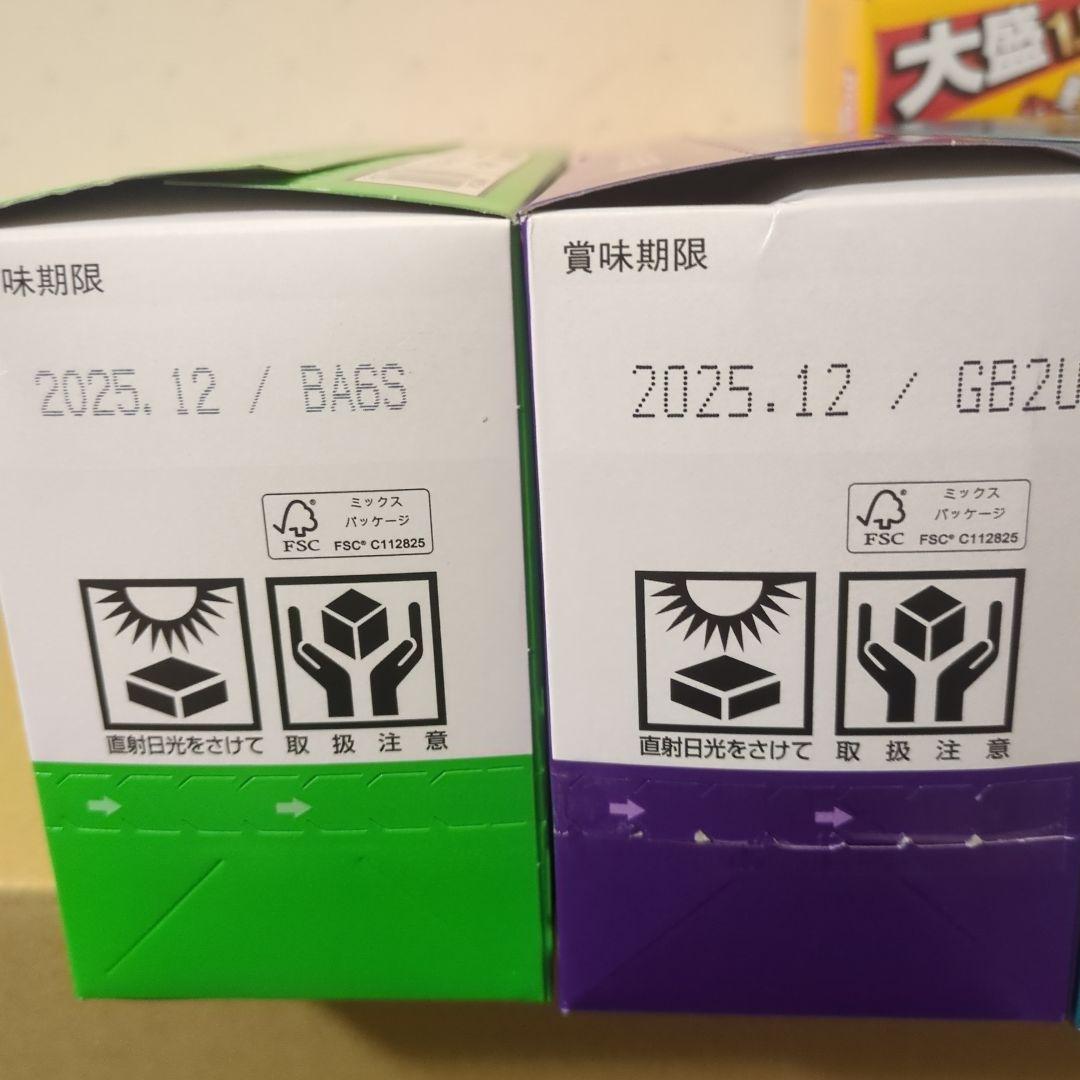 大盛
味期限
2025.12 / BA6S
FSC
ミックス
パッケージ
FSC® C112825
直射日光をさけて
取扱注意
賞味期限
2025.12 / GB2U
FSC
ミックス
パッケージ
FSC® C112825
直射日光をさけて
取扱注意